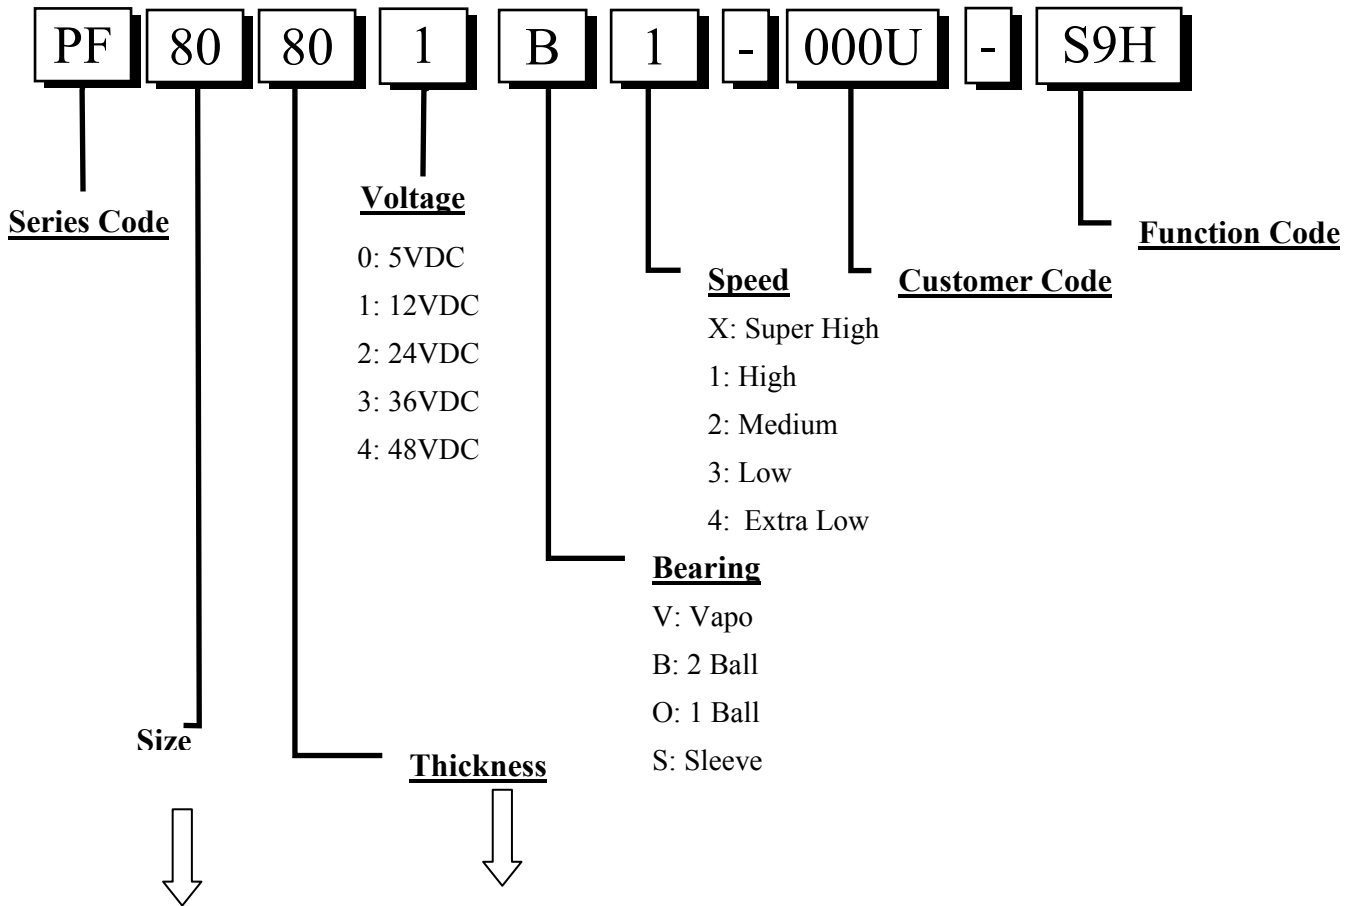 PF 80 80 1 B 1 - 000U - S9H
Series Code
Voltage
0: 5VDC
1: 12VDC
2: 24VDC
3: 36VDC
4: 48VDC
Function Code
Customer Code
Speed
X: Super High
1: High
2: Medium
3: Low
4: Extra Low
Bearing
V: Vapo
B: 2 Ball
O: 1 Ball
S: Sleeve
Size
Thickness